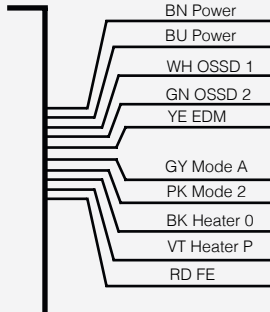 BN Power
BU Power
WH OSSD 1
GN OSSD 2
YE EDM
GY Mode A
PK Mode 2
BK Heater 0
VT Heater P
RD FE